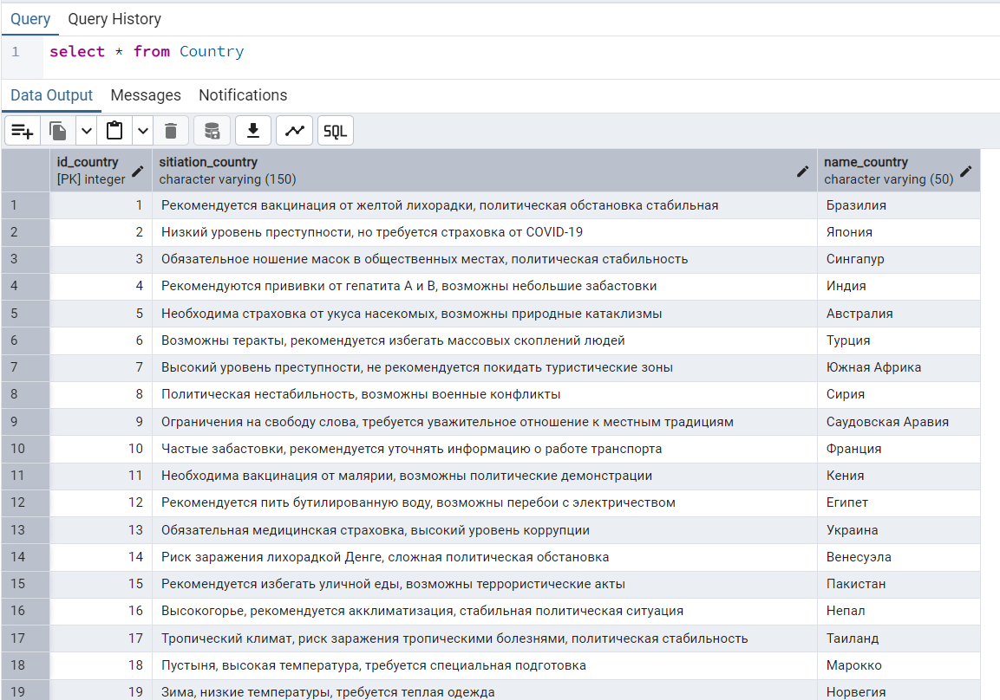 Query Query History
1 select * from Country
Data Output Messages Notifications
SQL
id_country sitiation_country name_country
[PK] integer character varying (150) character varying (50)
1 1 Рекомендуется вакцинация от желтой лихорадки, политическая обстановка стабильная Бразилия
2 2 Низкий уровень преступности, но требуется страховка от COVID-19 Япония
3 3 Обязательное ношение масок в общественных местах, политическая стабильность Сингапур
4 4 Рекомендуются прививки от гепатита А и В, возможны небольшие забастовки Индия
5 5 Необходима страховка от укуса насекомых, возможны природные катаклизмы Австралия
6 6 Возможны теракты, рекомендуется избегать массовых скоплений людей Турция
7 7 Высокий уровень преступности, не рекомендуется покидать туристические зоны Южная Африка
8 8 Политическая нестабильность, возможны военные конфликты Сирия
9 9 Ограничения на свободу слова, требуется уважительное отношение к местным традициям Саудовская Аравия
10 10 Частые забастовки, рекомендуется уточнять информацию о работе транспорта Франция
11 11 Необходима вакцинация от малярии, возможны политические демонстрации Кения
12 12 Рекомендуется пить бутилированную воду, возможны перебои с электричеством Египет
13 13 Обязательная медицинская страховка, высокий уровень коррупции Украина
14 14 Риск заражения лихорадкой Денге, сложная политическая обстановка Венесуэла
15 15 Рекомендуется избегать уличной еды, возможны террористические акты Пакистан
16 16 Высокогорье, рекомендуется акклиматизация, стабильная политическая ситуация Непал
17 17 Тропический климат, риск заражения тропическими болезнями, политическая стабильность Таиланд
18 18 Пустыня, высокая температура, требуется специальная подготовка Марокко
19 19 Зима, низкие температуры, требуется теплая одежда Норвегия